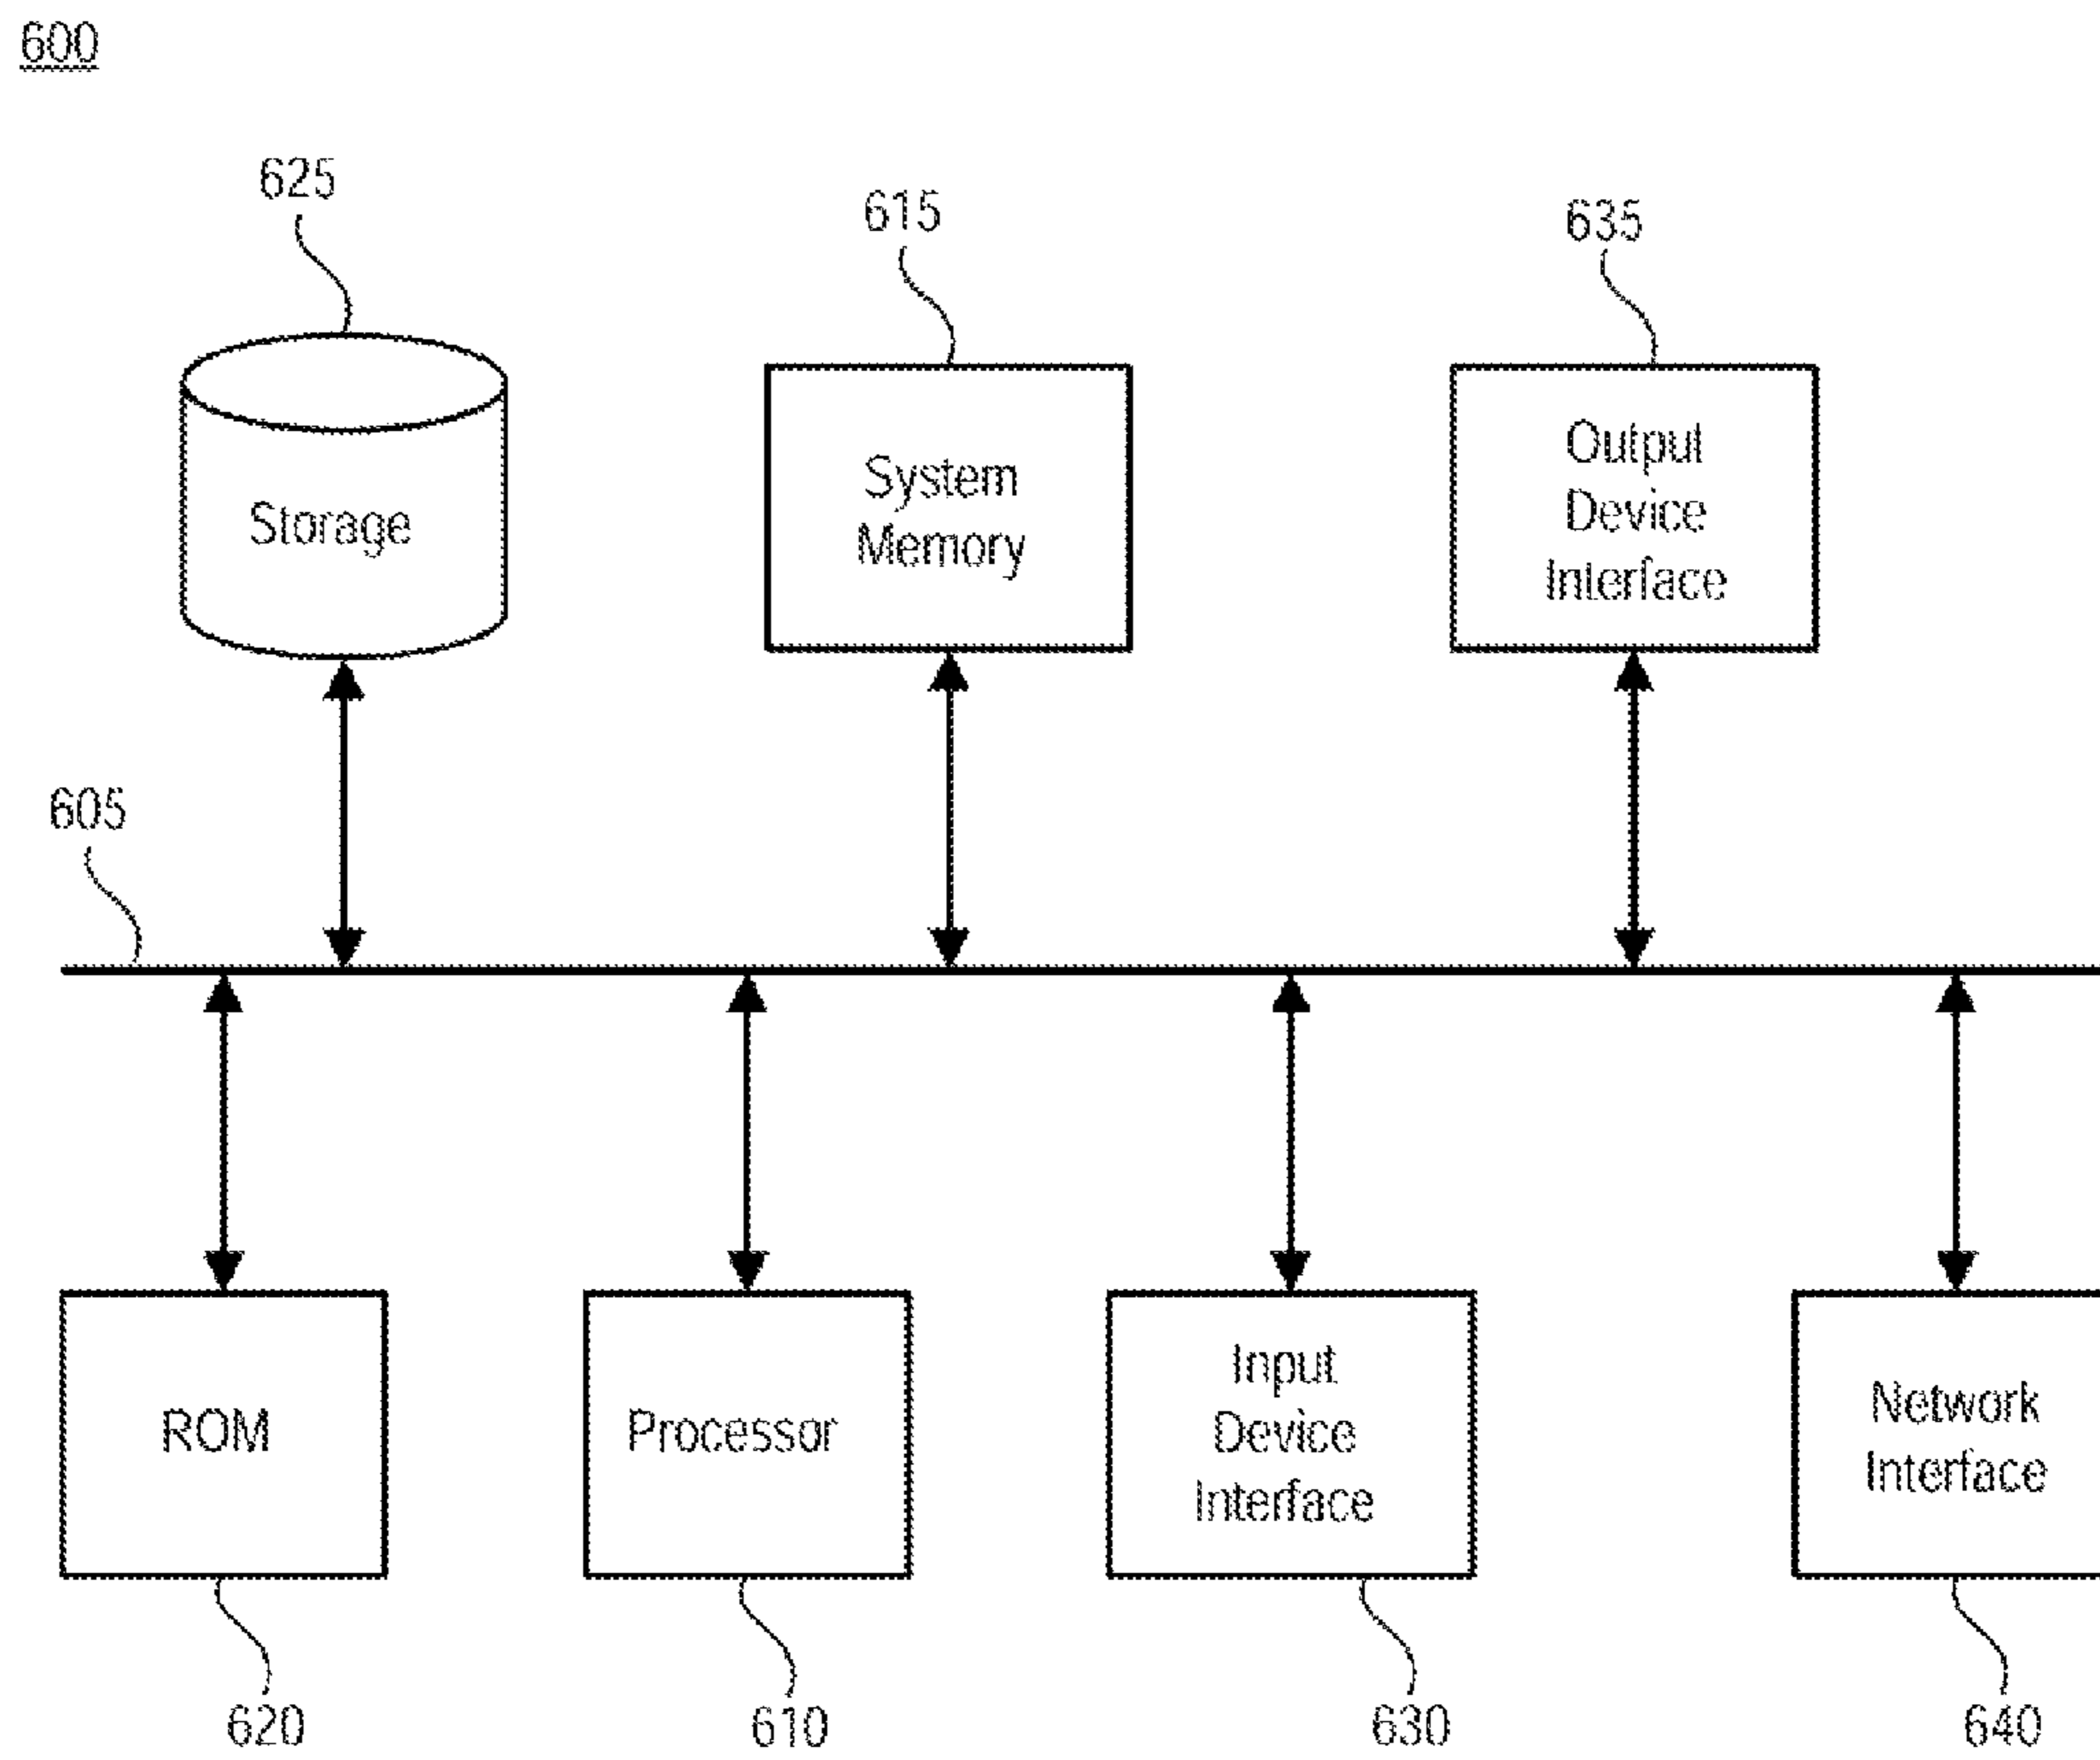 600
625
615
635
Storage
System
Memory
Output
Device
Interface
605
ROM
Processor
Input
Device
Interface
Network
Interface
620
610
630
640